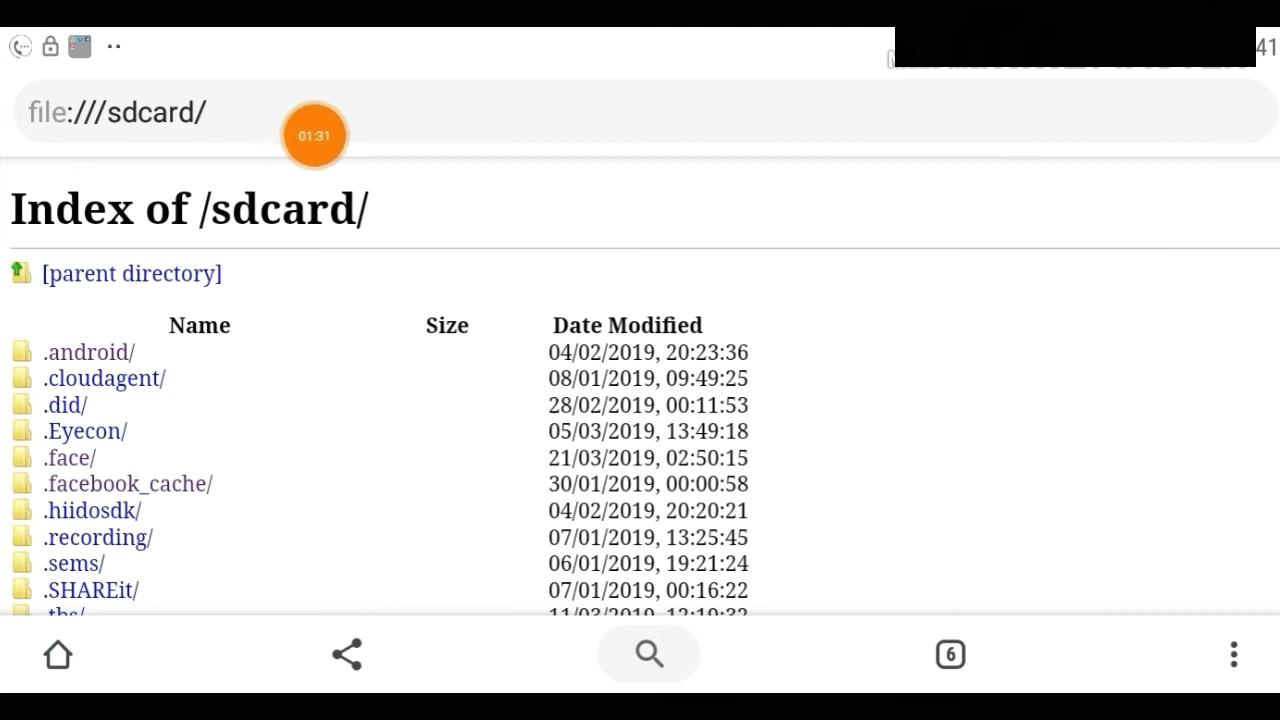 file:///sdcard/
01:31
Index of /sdcard/
[parent directory]
Name Size Date Modified
.android/ 04/02/2019, 20:23:36
.cloudagent/ 08/01/2019, 09:49:25
.did/ 28/02/2019, 00:11:53
.Eyecon/ 05/03/2019, 13:49:18
.face/ 21/03/2019, 02:50:15
.facebook_cache/ 30/01/2019, 00:00:58
.hiidosdk/ 04/02/2019, 20:20:21
.recording/ 07/01/2019, 13:25:45
.sems/ 06/01/2019, 19:21:24
.SHAREit/ 07/01/2019, 00:16:22
6